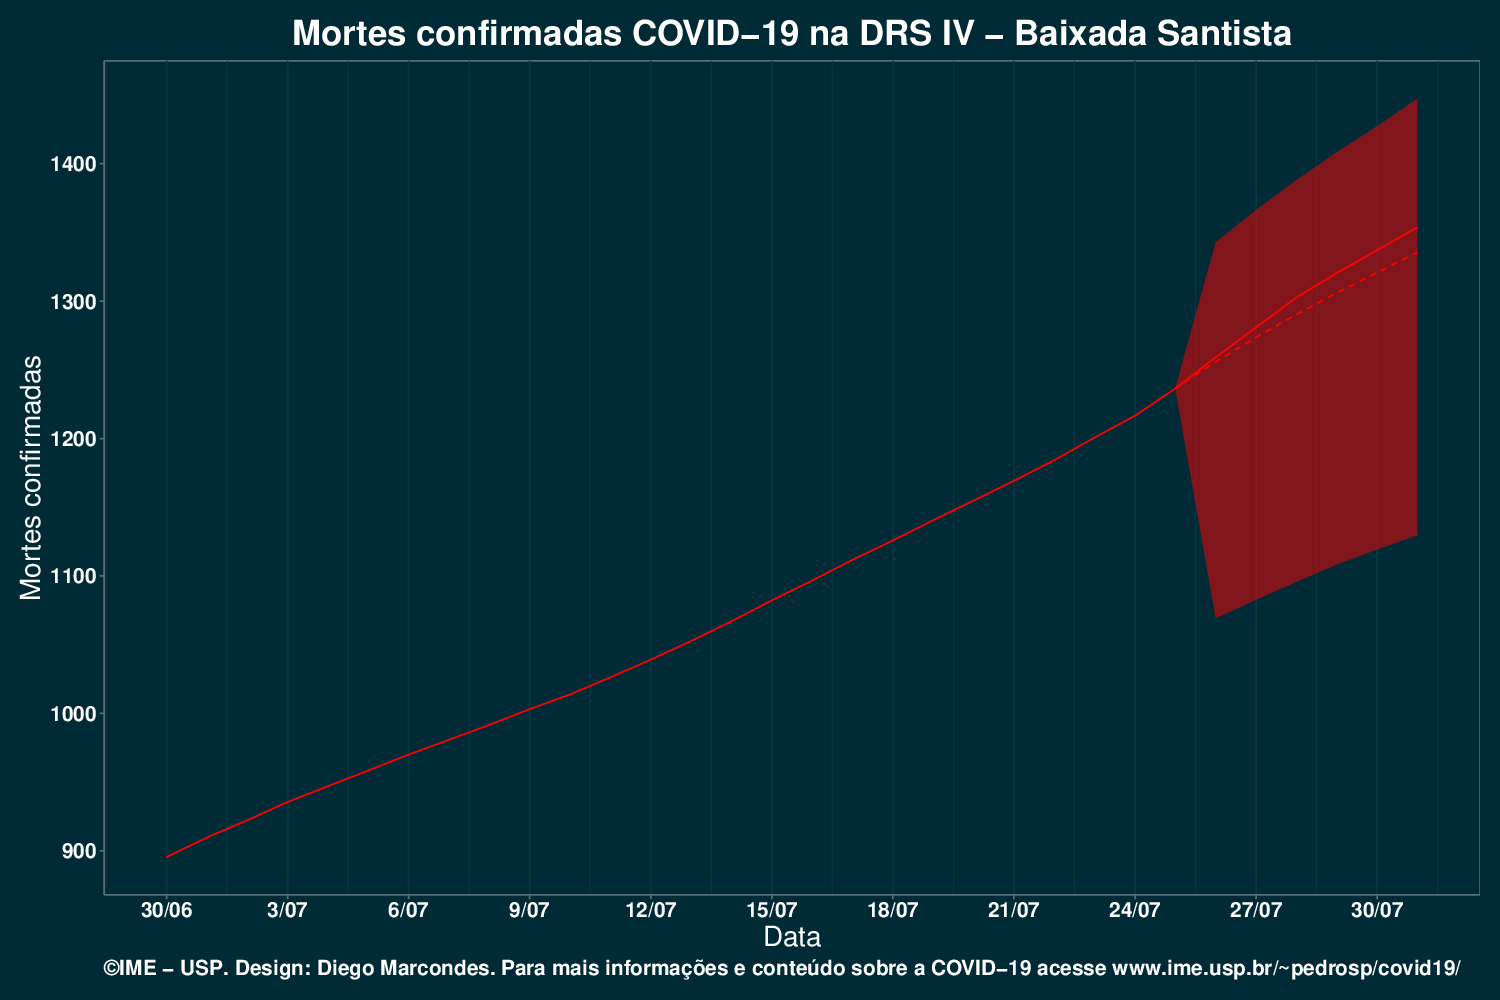 Mortes confirmadas COVID−19 na DRS IV − Baixada Santista
Mortes confirmadas
1400
1300
1200
1100
1000
900
30/06 3/07 6/07 9/07 12/07 15/07 18/07 21/07 24/07 27/07 30/07
Data
©IME − USP. Design: Diego Marcondes. Para mais informações e conteúdo sobre a COVID−19 acesse www.ime.usp.br/~pedrosp/covid19/